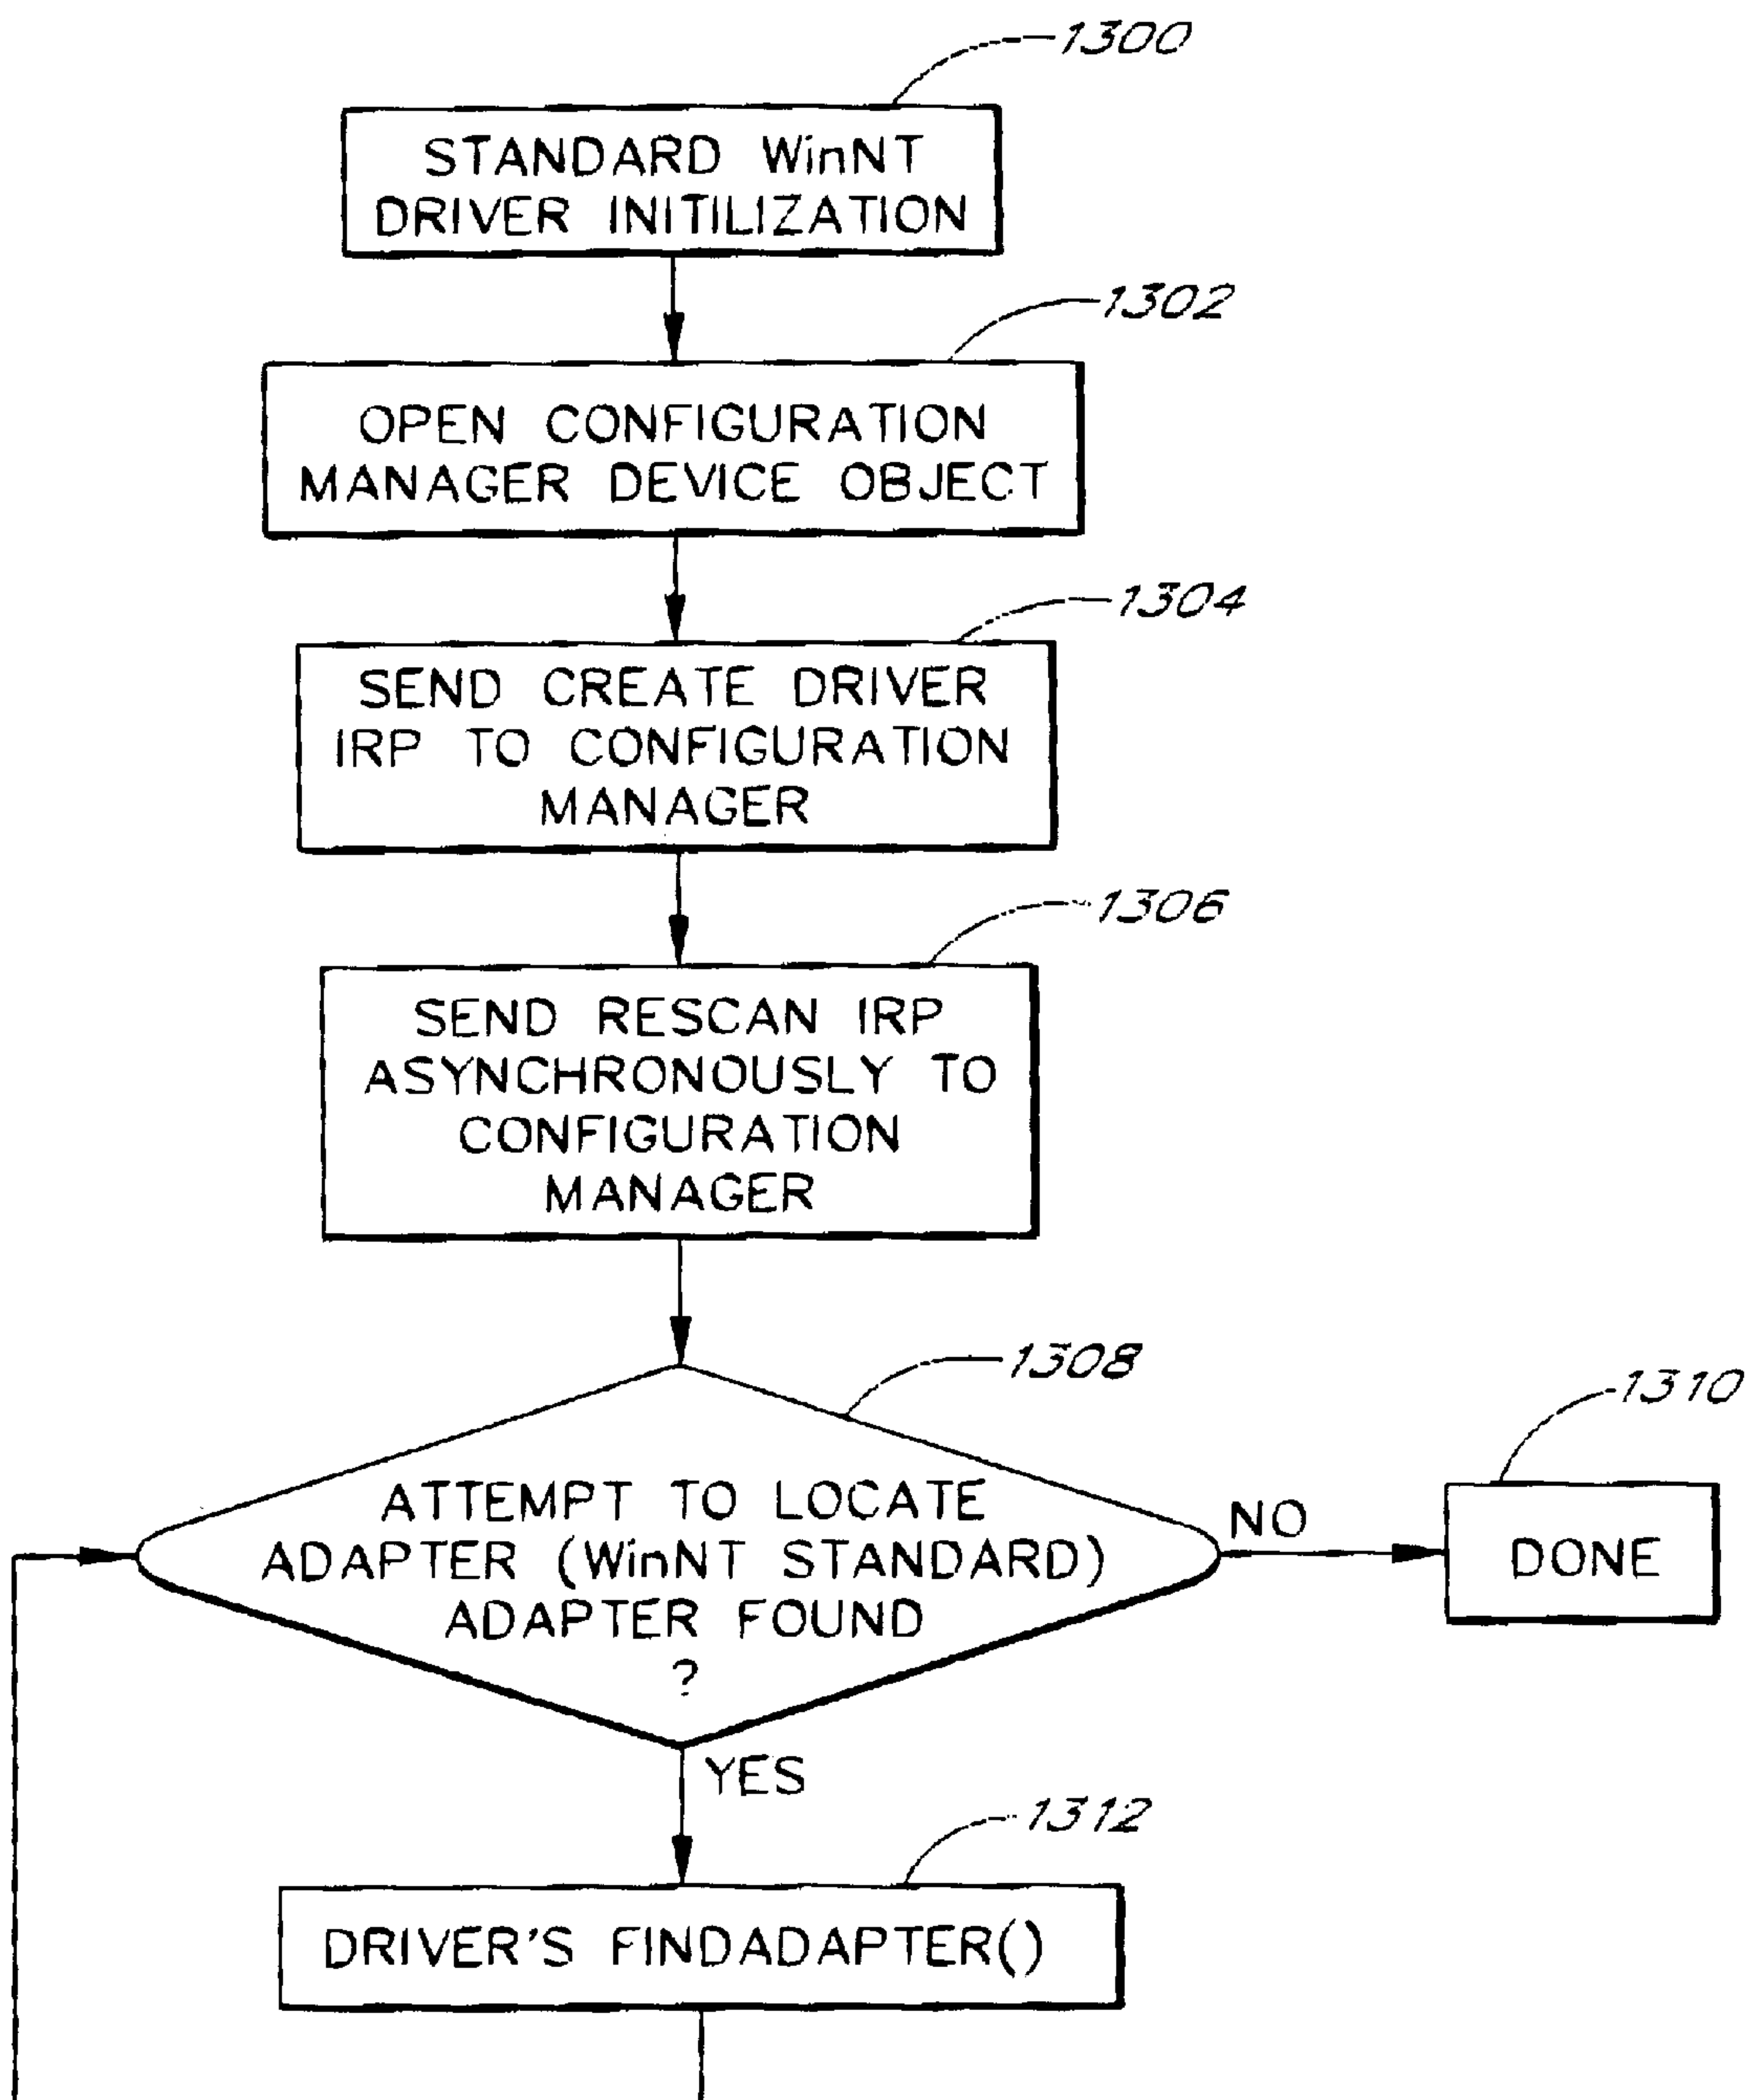 1300
STANDARD WinNT
DRIVER INITILIZATION
1302
OPEN CONFIGURATION
MANAGER DEVICE OBJECT
1304
SEND CREATE DRIVER
IRP TO CONFIGURATION
MANAGER
1306
SEND RESCAN IRP
ASYNCHRONOUSLY TO
CONFIGURATION
MANAGER
1308
ATTEMPT TO LOCATE
ADAPTER (WinNT STANDARD)
ADAPTER FOUND
?
NO
1310
DONE
YES
1312
DRIVER'S FINDADAPTER()